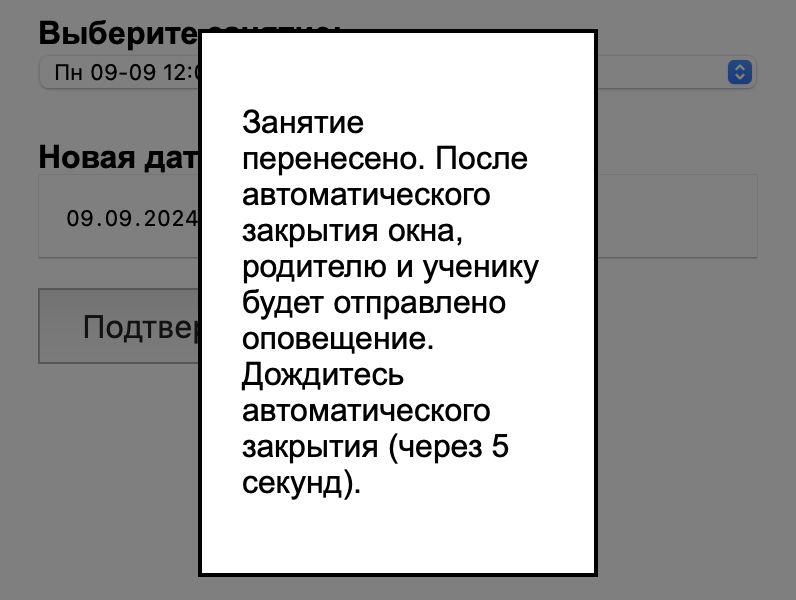 Выберите
Пн 09-09 12:
Новая дат
09.09.2024
Подтвер
Занятие
перенесено. После
автоматического
закрытия окна,
родителю и ученику
будет отправлено
оповещение.
Дождитесь
автоматического
закрытия (через 5
секунд).